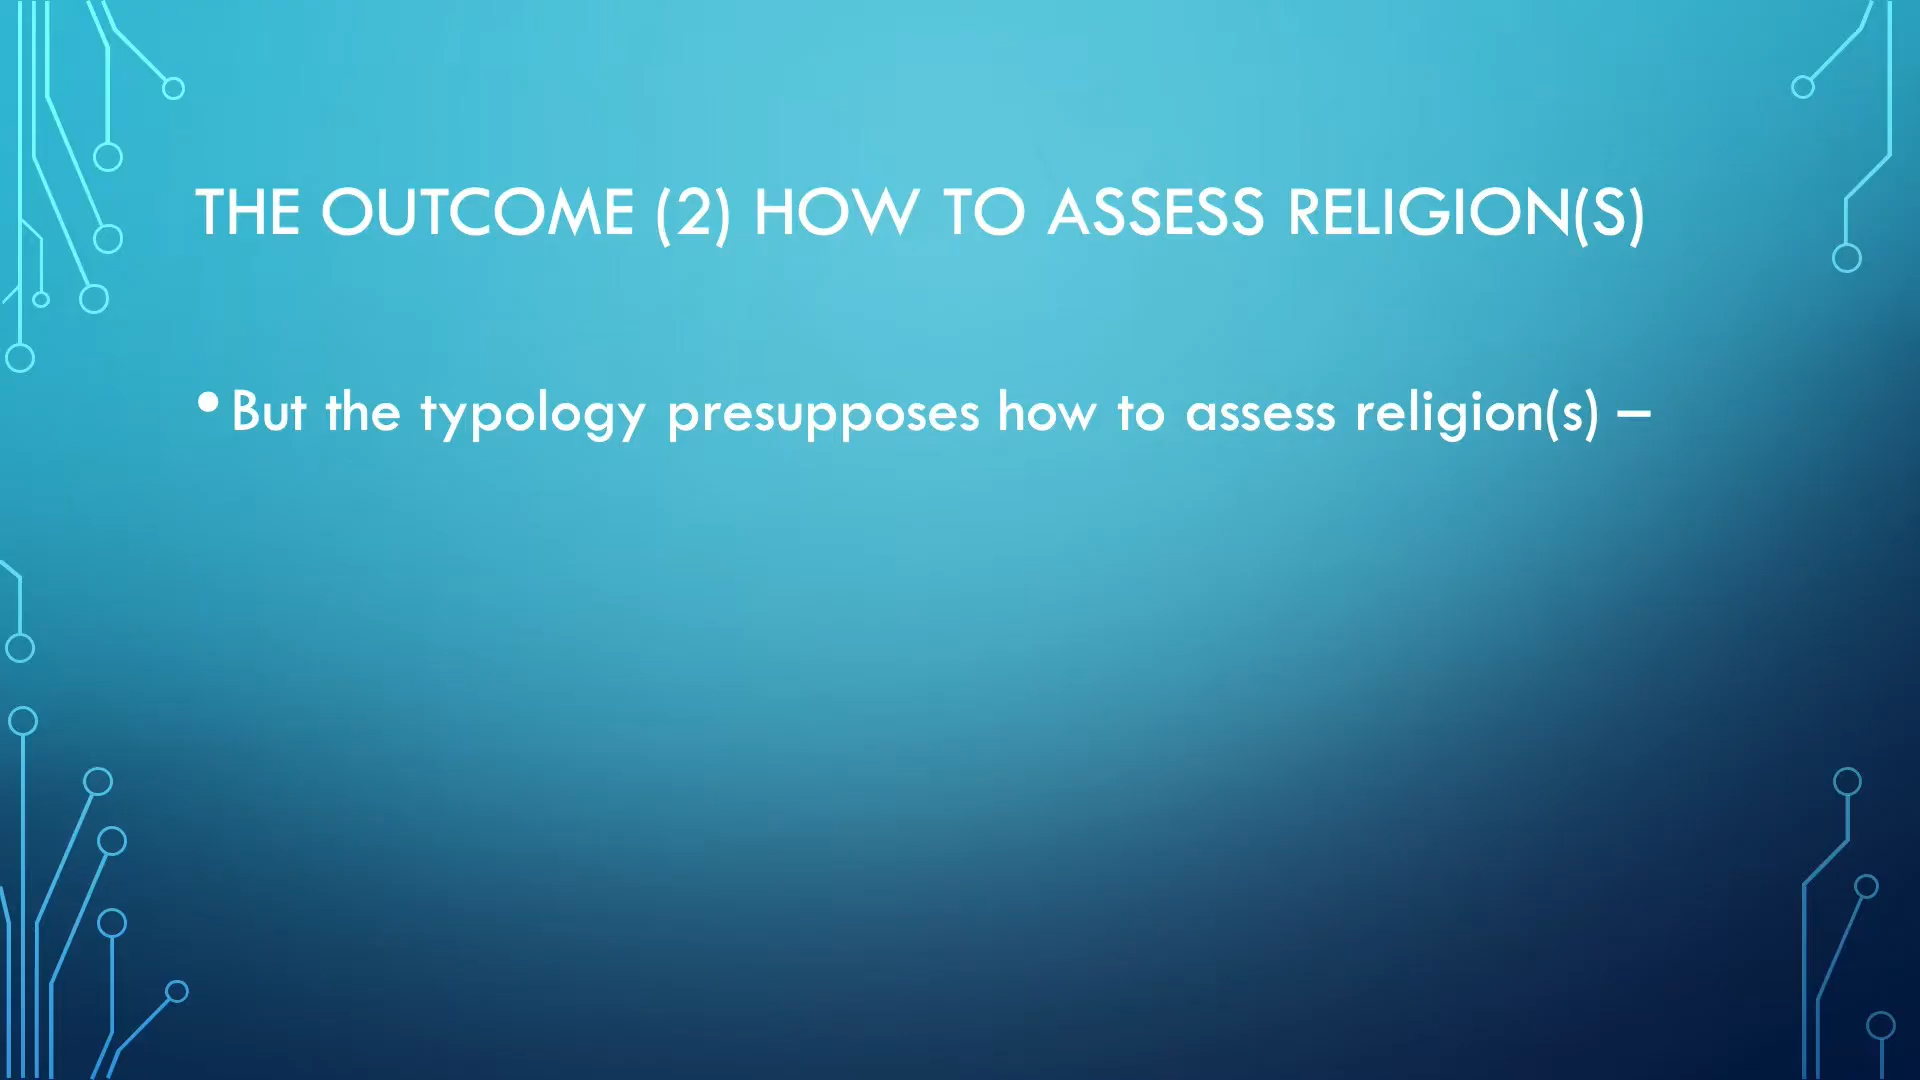 THE OUTCOME (2) HOW TO ASSESS RELIGION(S)
• But the typology presupposes how to assess religion(s) –